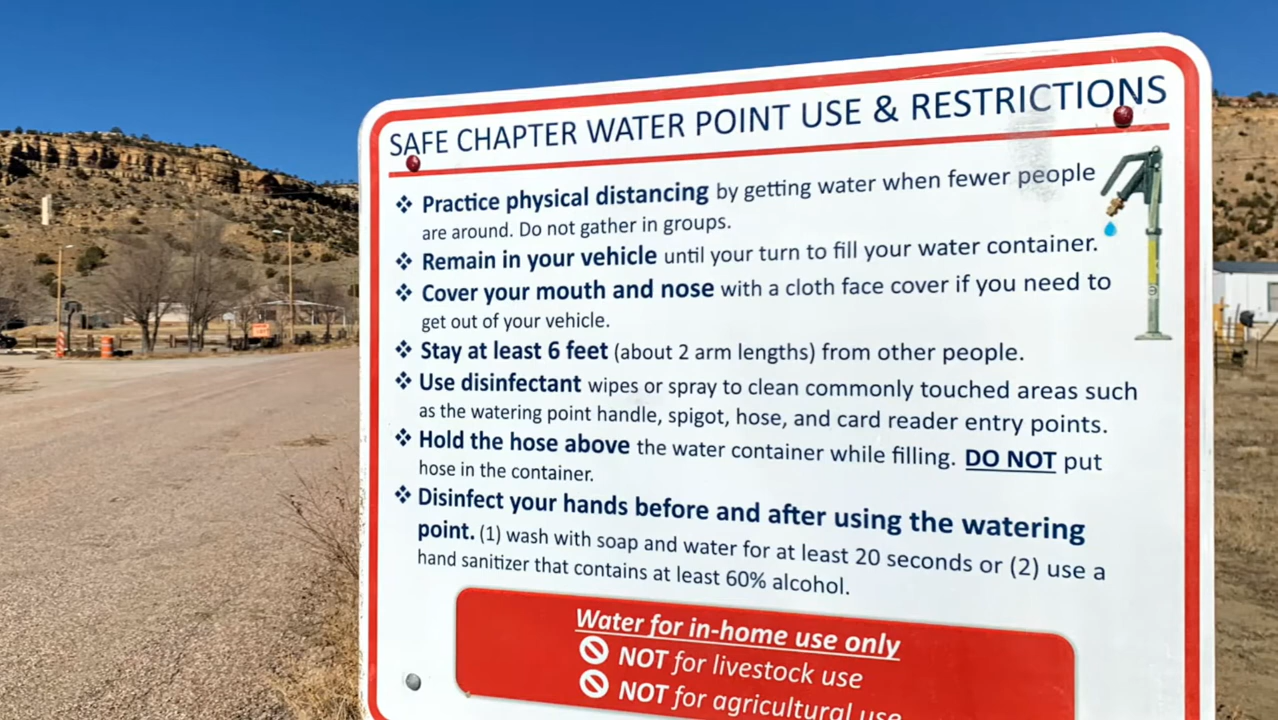 SAFE CHAPTER WATER POINT USE & RESTRICTIONS
❖ Practice physical distancing by getting water when fewer people
are around. Do not gather in groups.
❖ Remain in your vehicle until your turn to fill your water container.
❖ Cover your mouth and nose with a cloth face cover if you need to
get out of your vehicle.
❖ Stay at least 6 feet (about 2 arm lengths) from other people.
❖ Use disinfectant wipes or spray to clean commonly touched areas such
as the watering point handle, spigot, hose, and card reader entry points.
❖ Hold the hose above the water container while filling. DO NOT put
hose in the container.
❖ Disinfect your hands before and after using the watering
point. (1) wash with soap and water for at least 20 seconds or (2) use a
hand sanitizer that contains at least 60% alcohol.
Water for in-home use only
NOT for livestock use
NOT for agricultural use